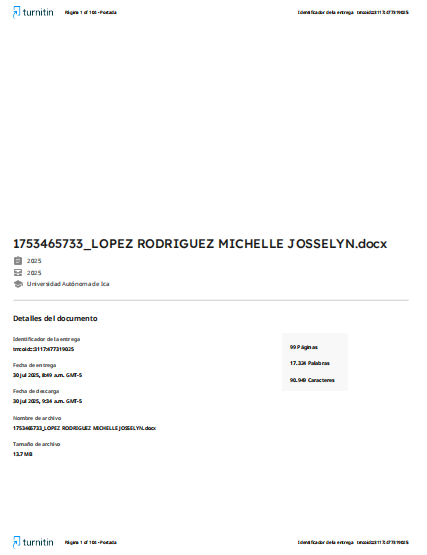 turnitin Página 1 of 104 - Portada Identificador de la entrega trn:oid:::3117:477319025
1753465733_LOPEZ RODRIGUEZ MICHELLE JOSSELYN.docx
2025
2025
Universidad Autónoma de Ica
Detalles del documento
Identificador de la entrega
trn:oid:::3117:477319025
Fecha de entrega
30 jul 2025, 8:49 a.m. GMT-5
Fecha de descarga
30 jul 2025, 9:34 a.m. GMT-5
Nombre de archivo
1753465733_LOPEZ RODRIGUEZ MICHELLE JOSSELYN.docx
Tamaño de archivo
13.7 MB
99 Páginas
17.334 Palabras
90.949 Caracteres
turnitin Página 1 of 104 - Portada Identificador de la entrega trn:oid:::3117:477319025